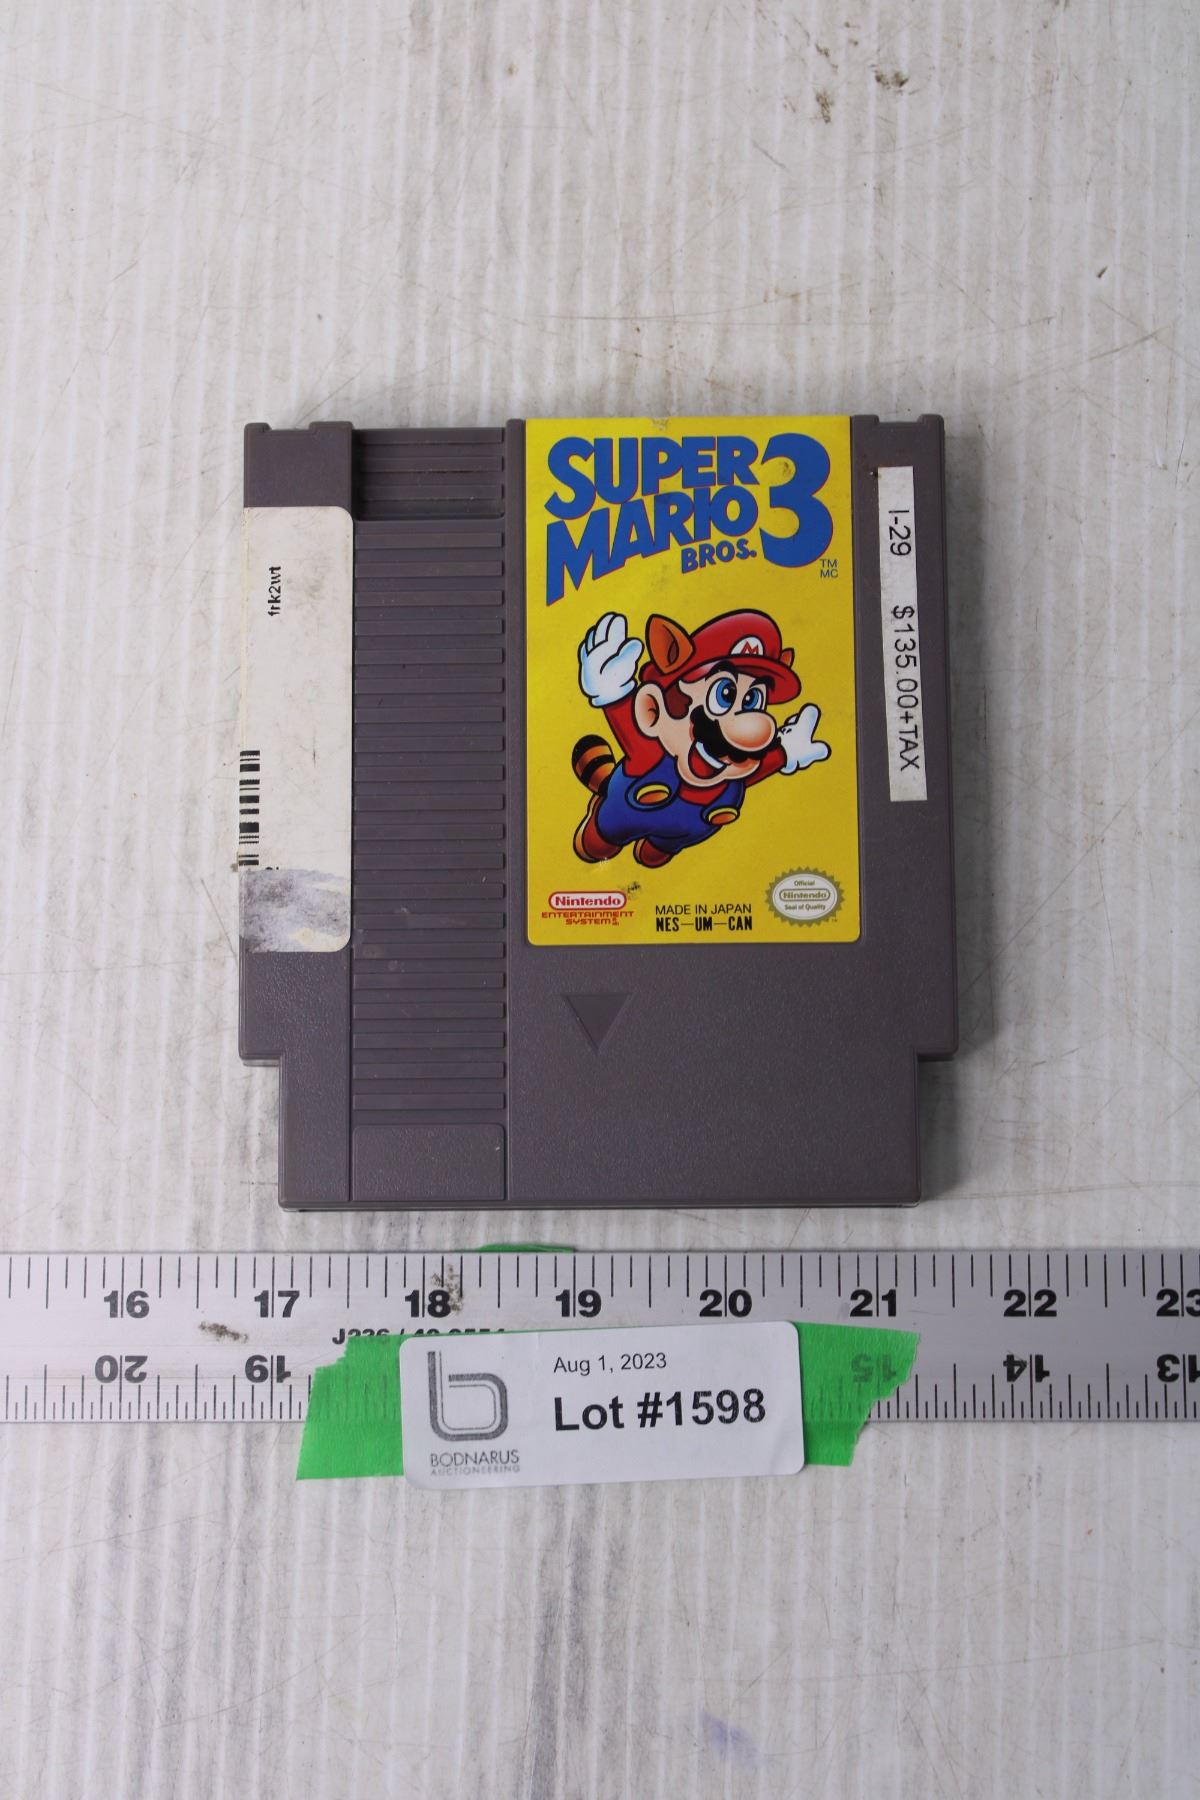 SUPER
MARIO
BROS.
3
TM
MC
M
Nintendo
ENTERTAINMENT
SYSTEM
MADE IN JAPAN
NES-UM-CAN
Official
Nintendo
Seal of Quality
I-29 $135.00+TAX
frk2wt
16 17 18 19 20 21 22 23
20 19 15 14 13
Aug 1, 2023
Lot #1598
BODNARUS
AUCTIONEERING